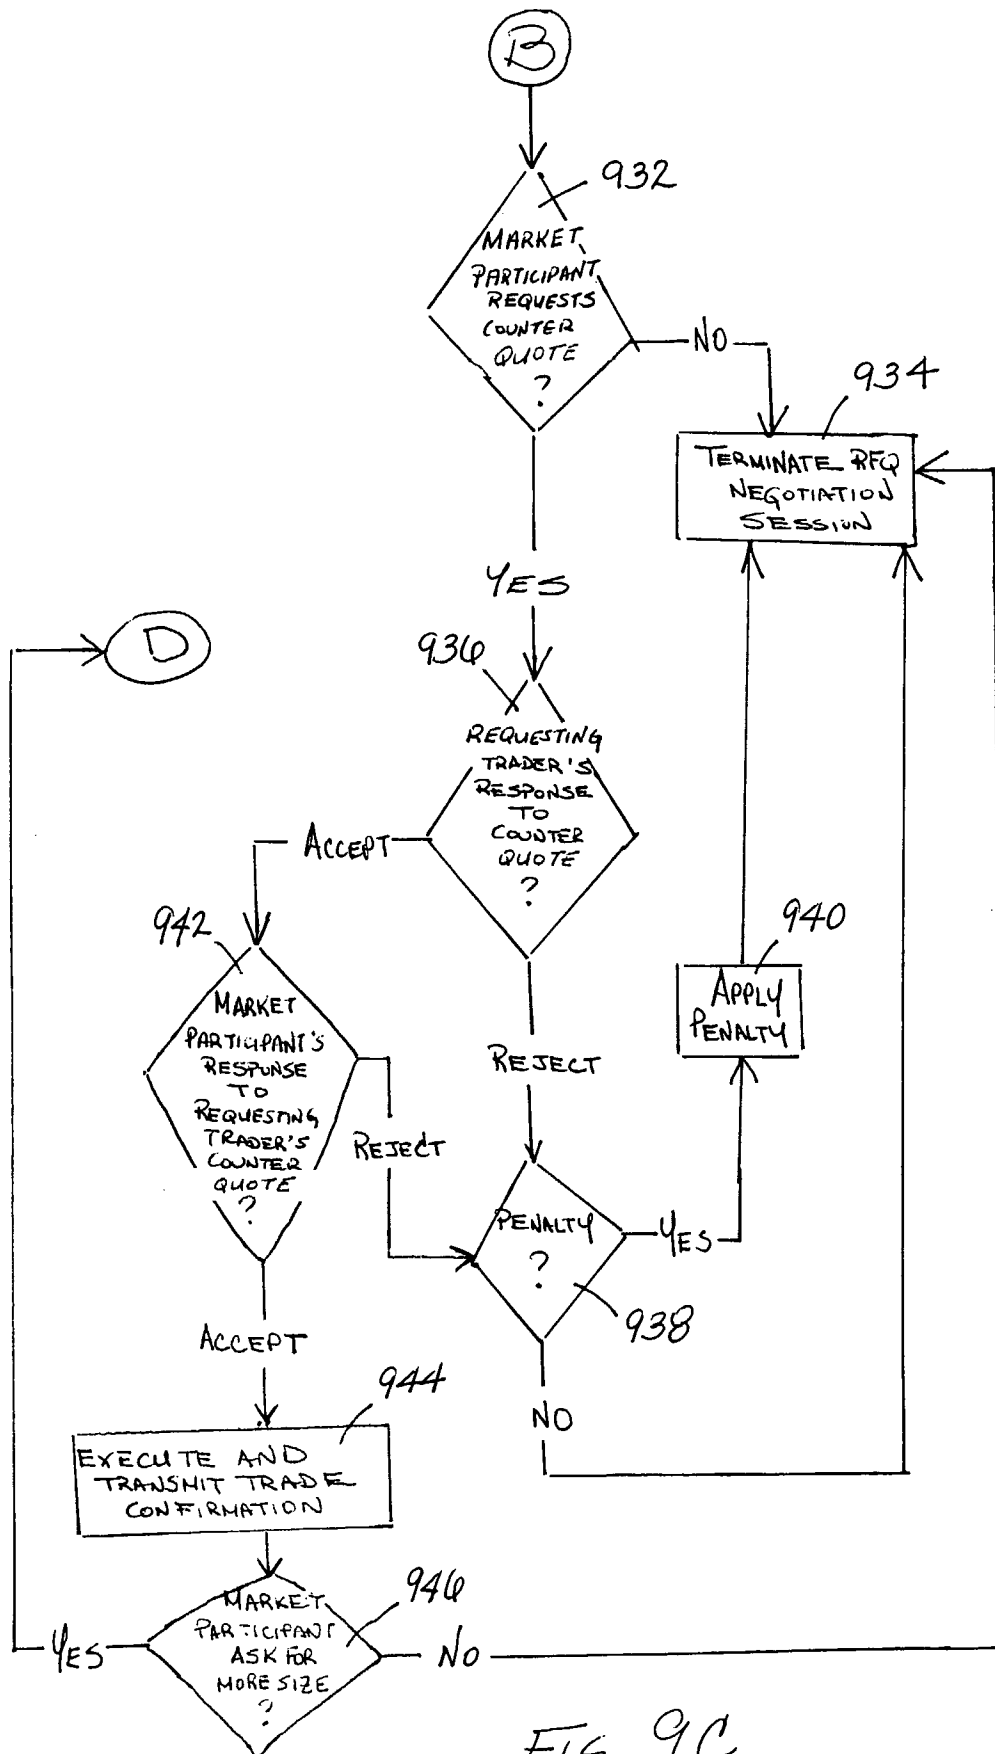 B
932
MARKET
PARTICIPANT
REQUESTS
COUNTER
QUOTE
?
NO
934
TERMINATE RFQ
NEGOTIATION
SESSION
YES
D
936
REQUESTING
TRADER'S
RESPONSE
TO
COUNTER
QUOTE
?
ACCEPT
942
MARKET
PARTICIPANT'S
RESPONSE
TO
REQUESTING
TRADER'S
COUNTER
QUOTE
?
REJECT
REJECT
940
APPLY
PENALTY
PENALTY
?
YES
938
NO
ACCEPT
944
EXECUTE AND
TRANSMIT TRADE
CONFIRMATION
946
MARKET
PARTICIPANT
ASK FOR
MORE SIZE
?
YES
NO
FIG. 9C